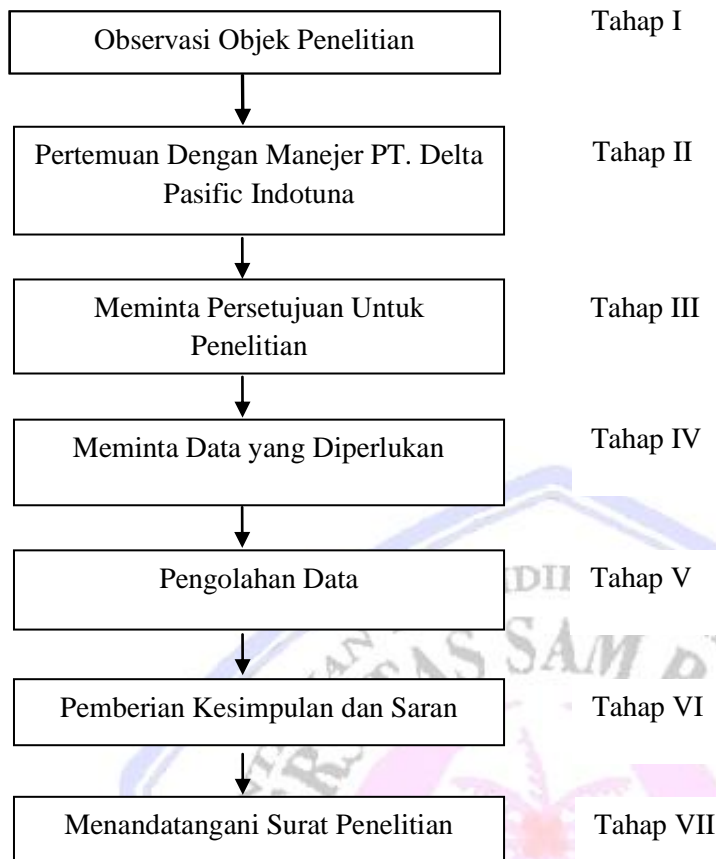 Observasi Objek Penelitian
Tahap I
Pertemuan Dengan Manejer PT. Delta
Pasific Indotuna
Tahap II
Meminta Persetujuan Untuk
Penelitian
Tahap III
Meminta Data yang Diperlukan
Tahap IV
Pengolahan Data
Tahap V
SAM
Pemberian Kesimpulan dan Saran
Tahap VI
Menandatangani Surat Penelitian
Tahap VII